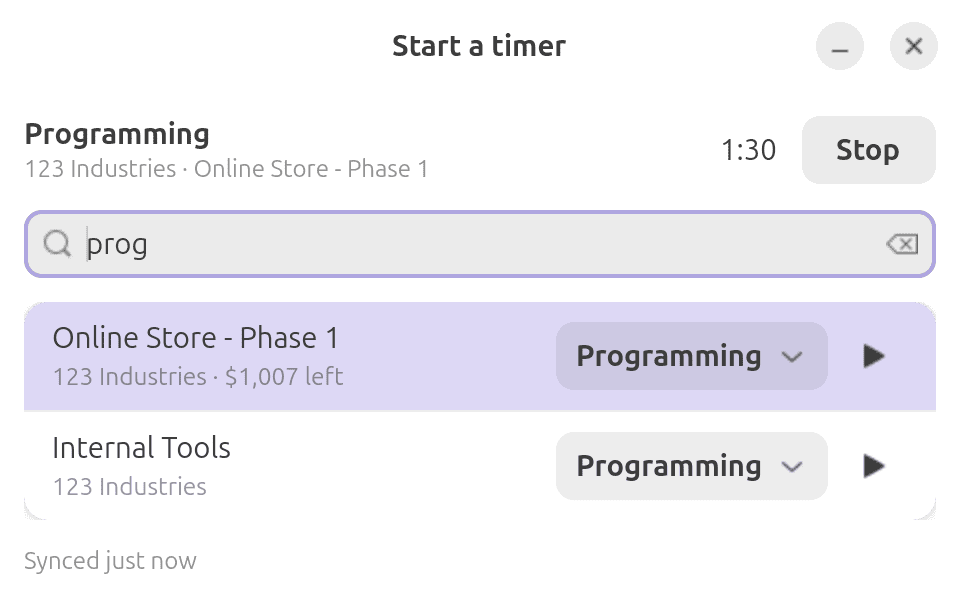 Start a timer
Programming
123 Industries · Online Store - Phase 1
1:30
Stop
prog
Online Store - Phase 1
123 Industries · $1,007 left
Programming
Internal Tools
123 Industries
Programming
Synced just now